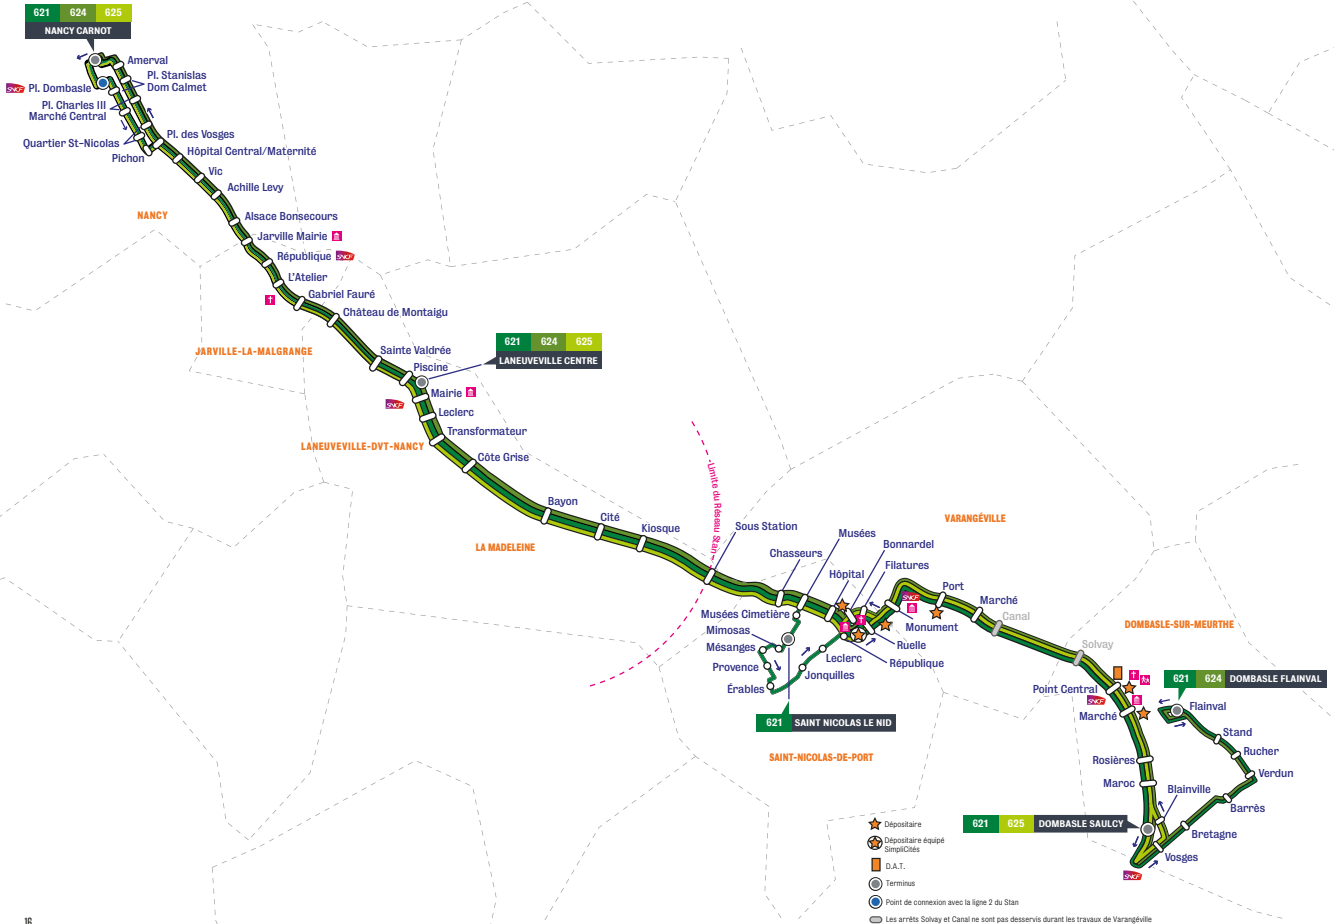 621 624 625
NANCY CARNOT
Amerval
Pl. Stanislas
Dom Calmet
SNCF Pl. Dombasle
Pl. Charles III
Marché Central
Quartier St-Nicolas
Pichon
Pl. des Vosges
Hôpital Central/Maternité
Vic
Achille Levy
NANCY
Alsace Bonsecours
Jarville Mairie
République SNCF
L'Atelier
Gabriel Fauré
Château de Montaigu
JARVILLE-LA-MALGRANGE
Sainte Valdrée
Piscine
621 624 625
LANEUVEVILLE CENTRE
Mairie
SNCF
Leclerc
Transformateur
LANEUVEVILLE-DVT-NANCY
Côte Grise
Bayon
Cité
Kiosque
LA MADELEINE
Limite du Réseau Stan
Sous Station
Chasseurs
Musées
Bonnardel
Filatures
Hôpital
VARANGÉVILLE
SNCF
Port
Marché
Canal
Monument
Ruelle
République
Musées Cimetière
Mimosas
Mésanges
Provence
Érables
Leclerc
Jonquilles
621 SAINT NICOLAS LE NID
SAINT-NICOLAS-DE-PORT
Solvay
DOMBASLE-SUR-MEURTHE
Point Central
SNCF
Marché
621 624 DOMBASLE FLAINVAL
Flainval
Stand
Rucher
Verdun
Barrès
Bretagne
Rosières
Maroc
Blainville
621 625 DOMBASLE SAULCY
Vosges
SNCF
Dépositaire
Dépositaire équipé
SimpliCités
D.A.T.
Terminus
Point de connexion avec la ligne 2 du Stan
Les arrêts Solvay et Canal ne sont pas desservis durant les travaux de Varangéville
16